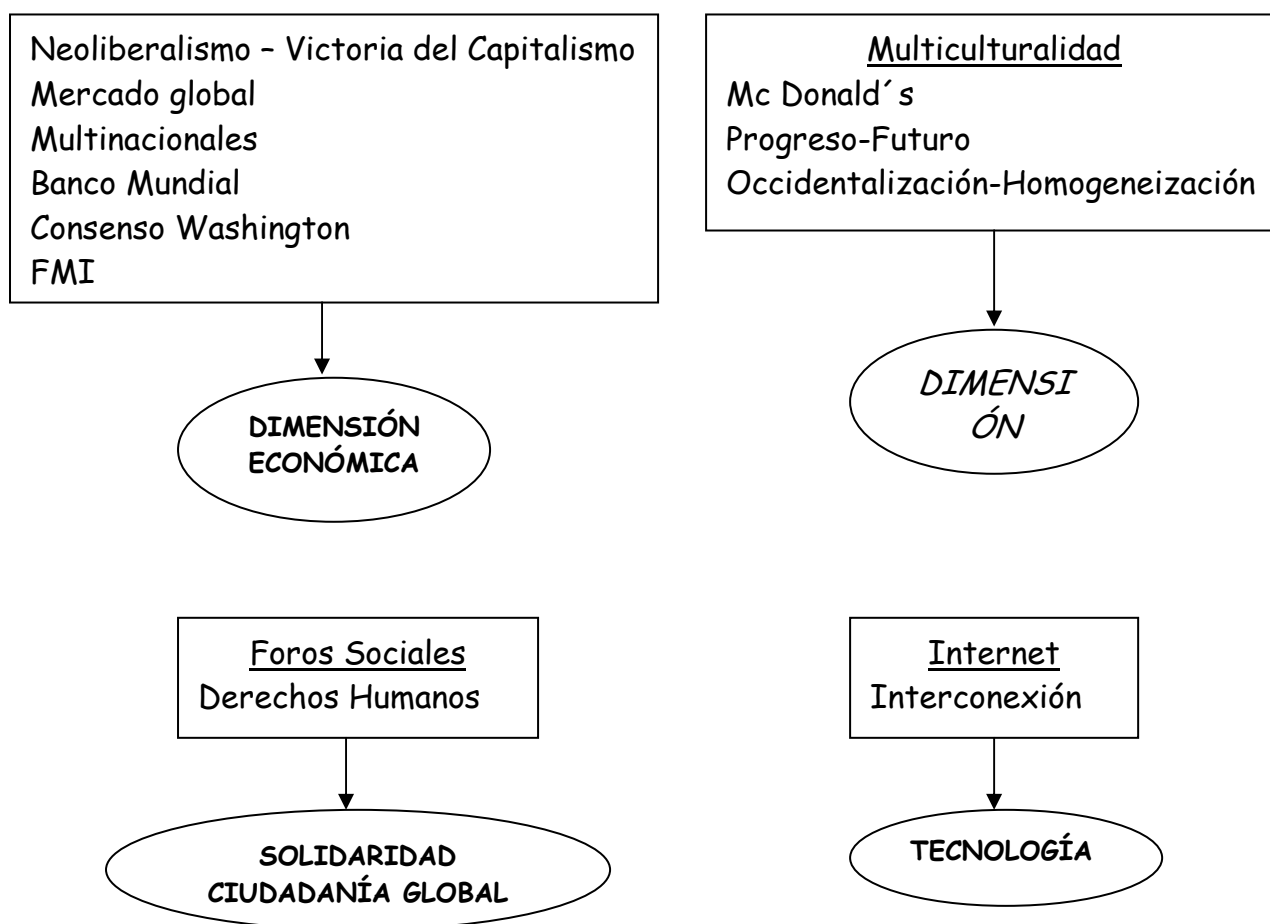 Neoliberalismo – Victoria del Capitalismo
Mercado global
Multinacionales
Banco Mundial
Consenso Washington
FMI
DIMENSIÓN
ECONÓMICA
Multiculturalidad
Mc Donald´s
Progreso-Futuro
Occidentalización-Homogeneización
DIMENSI
ÓN
Foros Sociales
Derechos Humanos
SOLIDARIDAD
CIUDADANÍA GLOBAL
Internet
Interconexión
TECNOLOGÍA